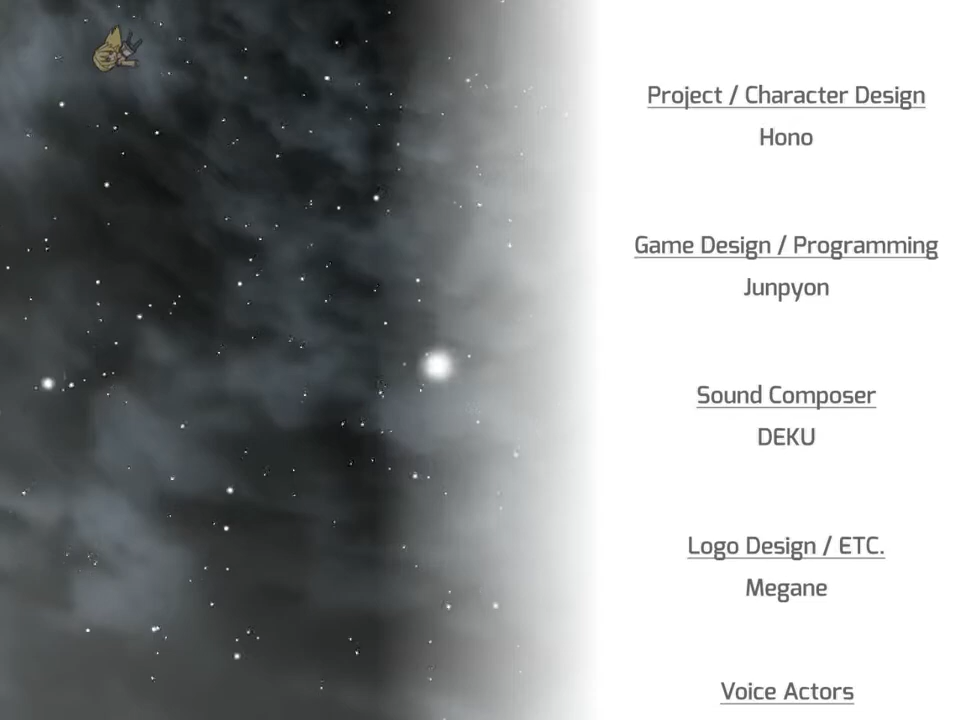 Project / Character Design
Hono
Game Design / Programming
Junpyon
Sound Composer
DEKU
Logo Design / ETC.
Megane
Voice Actors